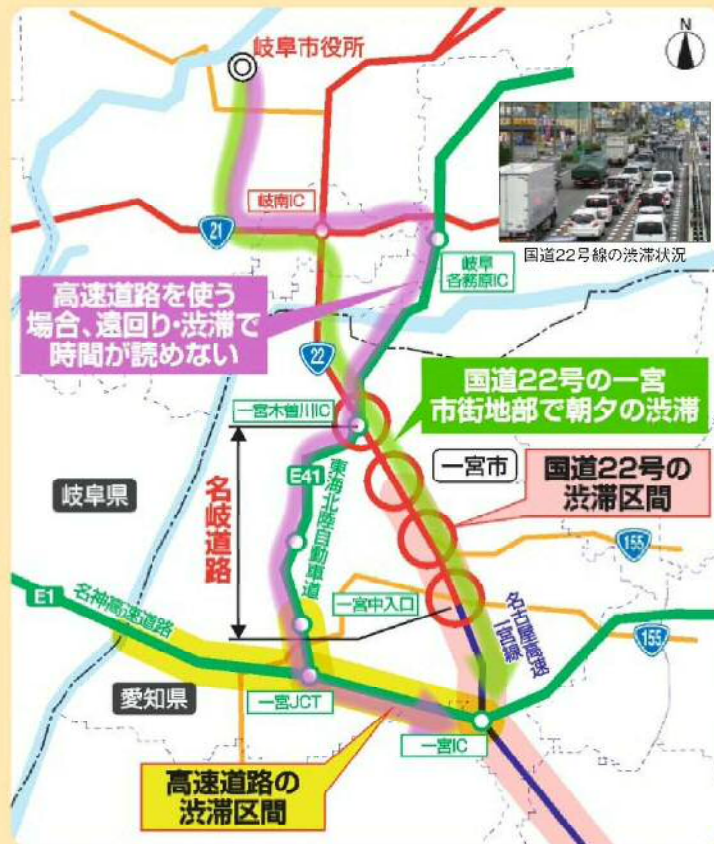 岐阜市役所
N
国道22号線の渋滞状況
21
岐南IC
岐阜
各務原IC
高速道路を使う
場合、遠回り・渋滞で
時間が読めない
22
国道22号の一宮
市街地部で朝夕の渋滞
一宮木曽川IC
一宮市
国道22号の
渋滞区間
E41
東海北陸自動車道
名岐道路
岐阜県
155
E1
名神高速道路
一宮中入口
名古屋高速
一宮線
155
愛知県
一宮JCT
一宮IC
高速道路の
渋滞区間